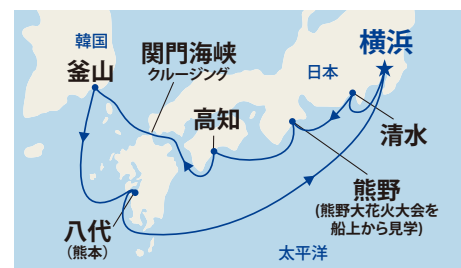 韓国
釜山
関門海峡
クルージング
高知
日本
横浜
清水
熊野
(熊野大花火大会を
船上から見学)
八代
(熊本)
太平洋